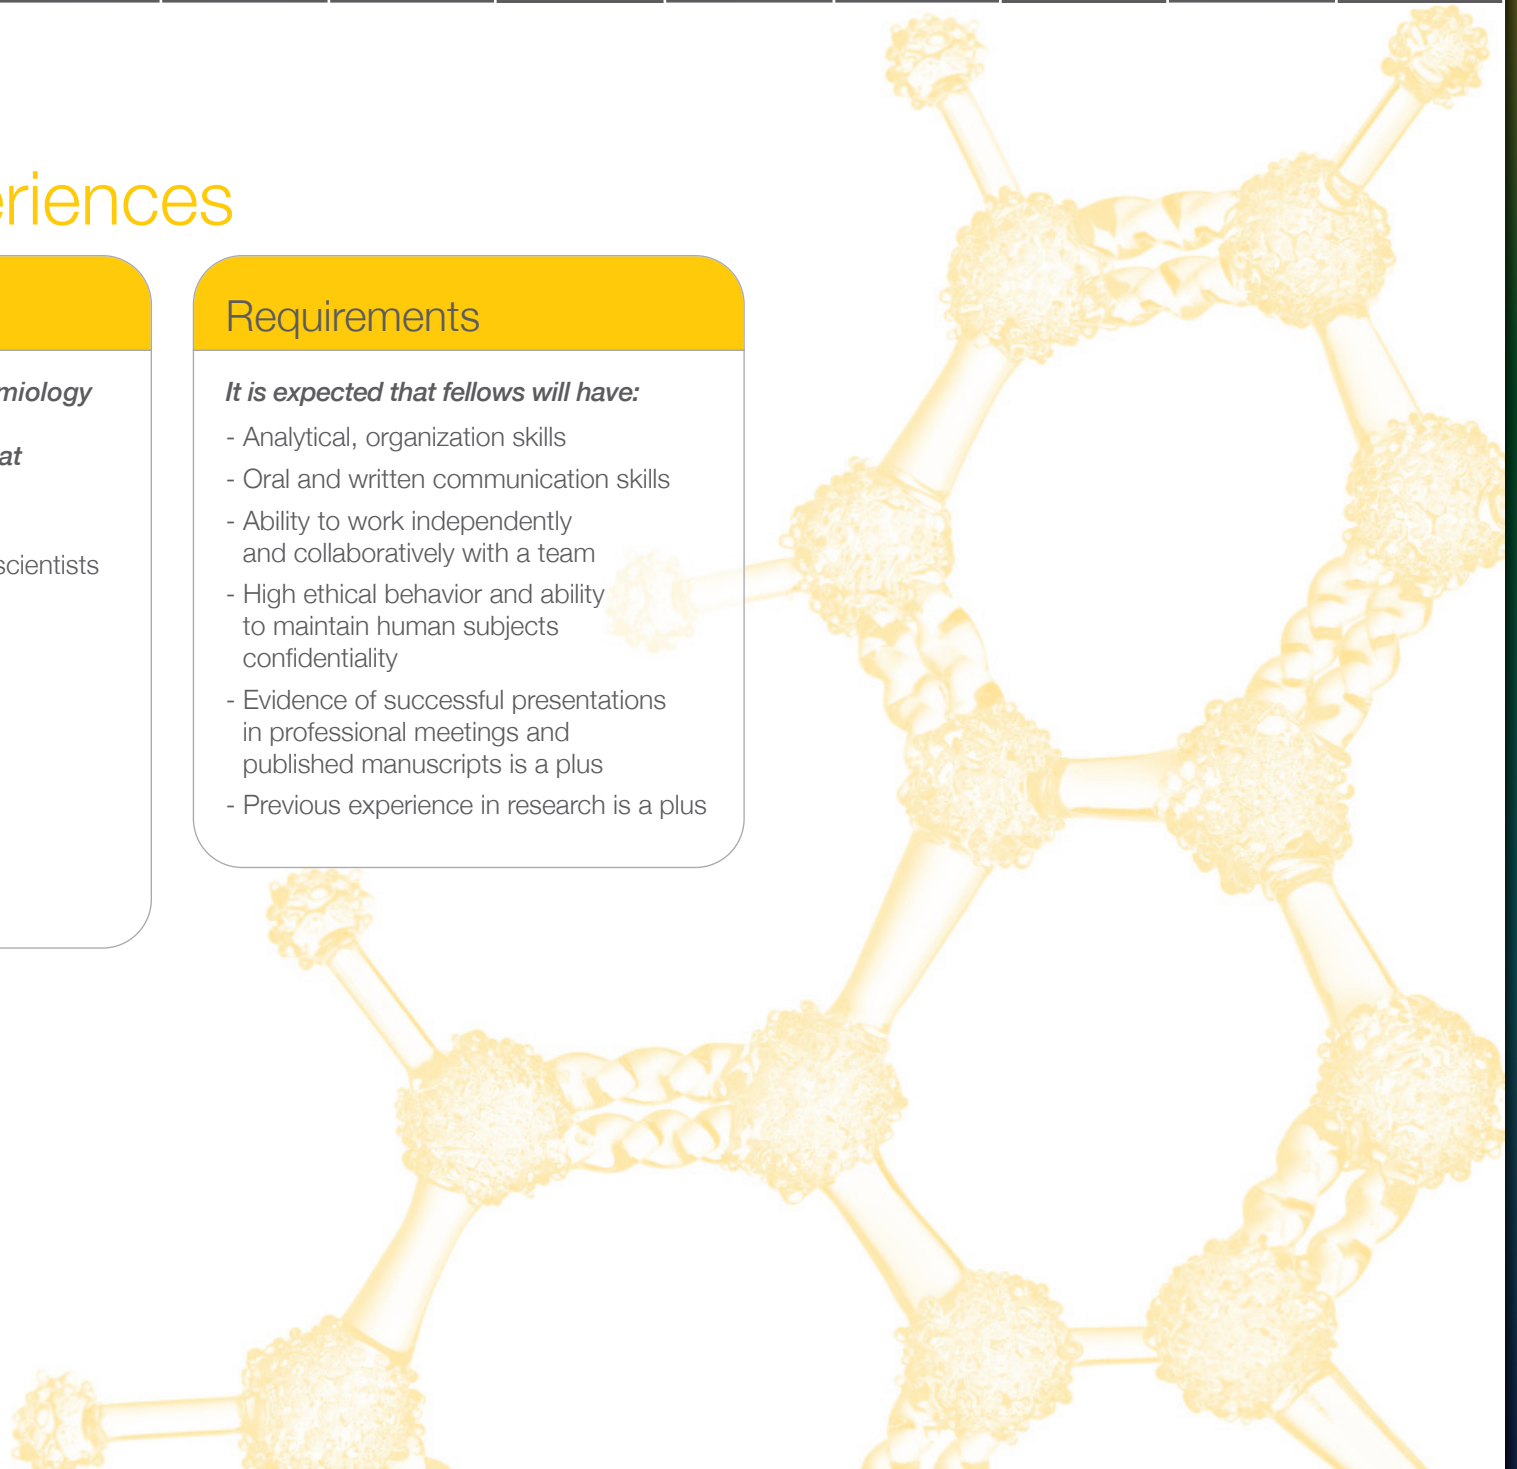 eriences
miology
at
scientists
Requirements
It is expected that fellows will have:
- Analytical, organization skills
- Oral and written communication skills
- Ability to work independently
and collaboratively with a team
- High ethical behavior and ability
to maintain human subjects
confidentiality
- Evidence of successful presentations
in professional meetings and
published manuscripts is a plus
- Previous experience in research is a plus